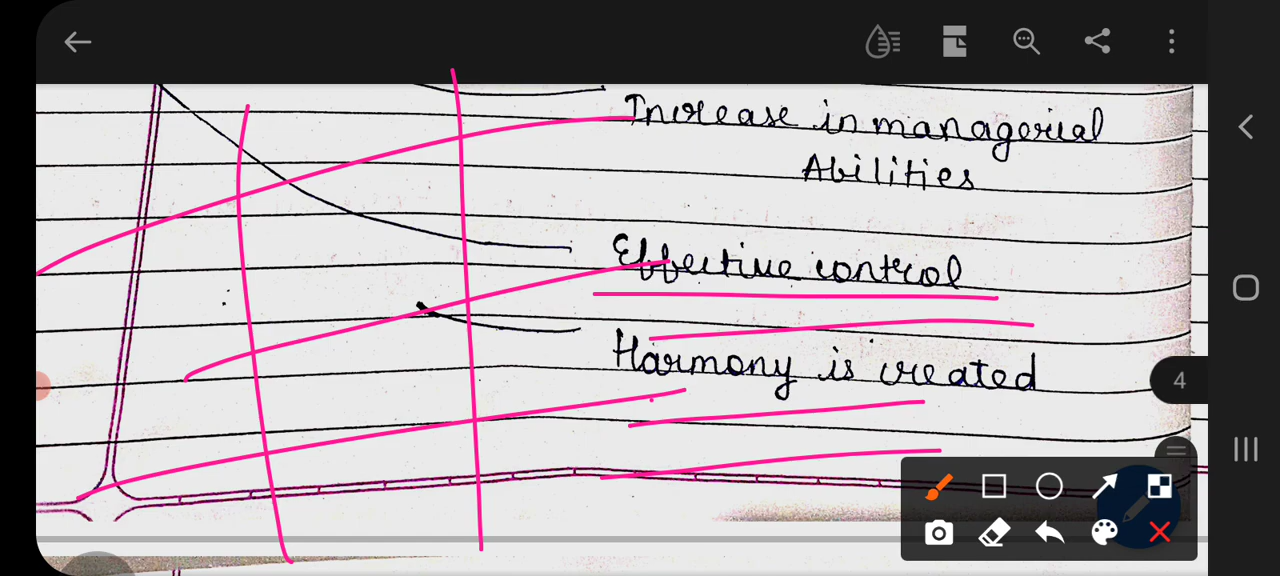 Increase in managerial
Abilities
Effective control
Harmony is created
4